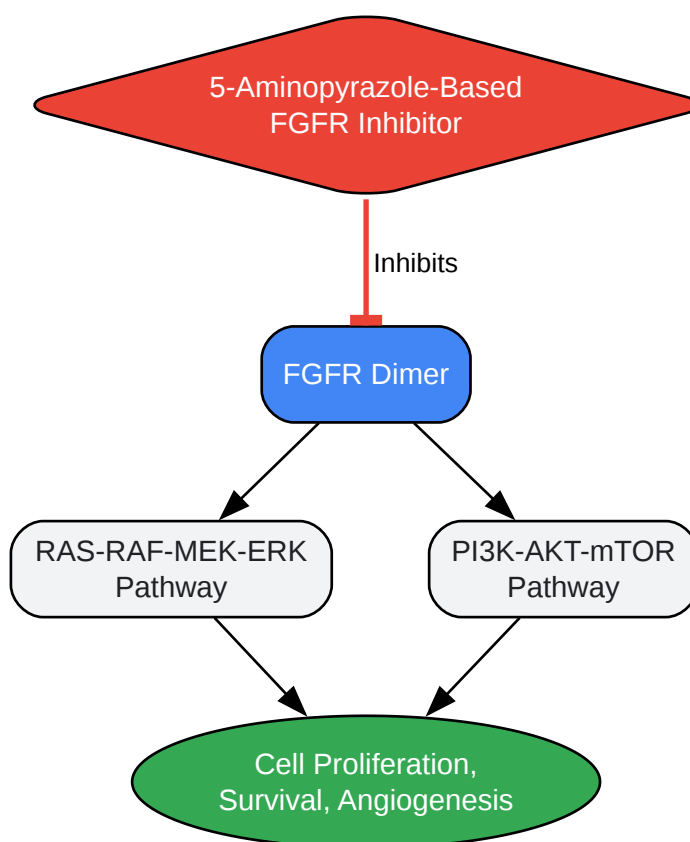 5-Aminopyrazole-Based
FGFR Inhibitor
Inhibits
FGFR Dimer
RAS-RAF-MEK-ERK
Pathway
PI3K-AKT-mTOR
Pathway
Cell Proliferation,
Survival, Angiogenesis